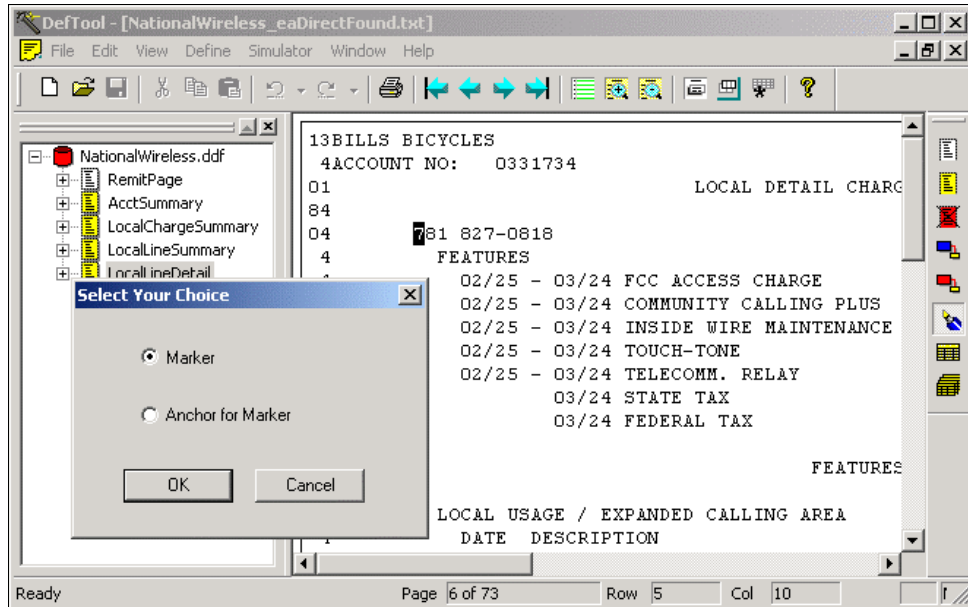 DefTool - [NationalWireless_eaDirectFound.txt]
File Edit View Define Simulator Window Help
NationalWireless.ddf
RemitPage
AcctSummary
LocalChargeSummary
LocalLineSummary
LocalLineDetail
13BILLS BICYCLES
4ACCOUNT NO: 0331734
01 LOCAL DETAIL CHARG
84
04 781 827-0818
4 FEATURES
02/25 - 03/24 FCC ACCESS CHARGE
02/25 - 03/24 COMMUNITY CALLING PLUS
02/25 - 03/24 INSIDE WIRE MAINTENANCE
02/25 - 03/24 TOUCH-TONE
02/25 - 03/24 TELECOMM. RELAY
03/24 STATE TAX
03/24 FEDERAL TAX
FEATURES
LOCAL USAGE / EXPANDED CALLING AREA
DATE DESCRIPTION
Select Your Choice
Marker
Anchor for Marker
OK Cancel
Ready Page 6 of 73 Row 5 Col 10